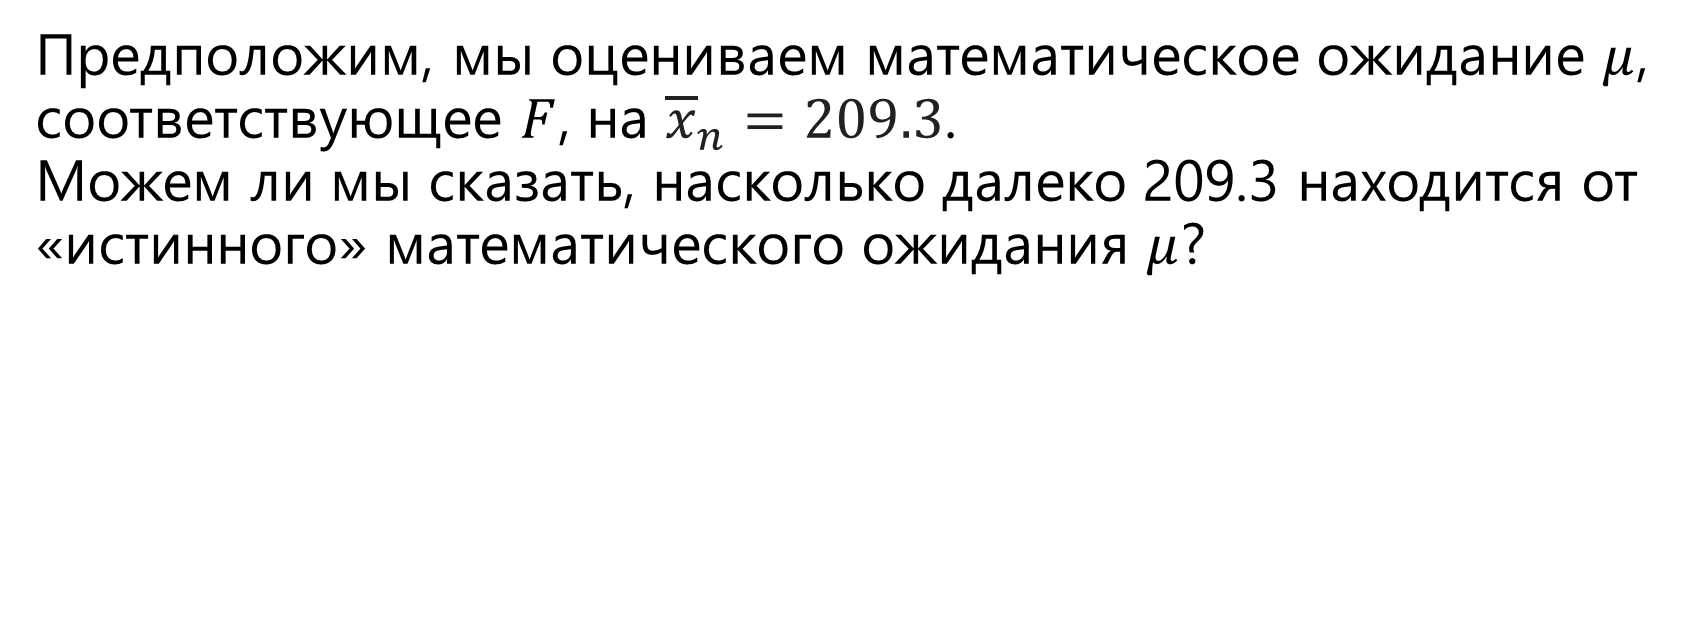 Предположим, мы оцениваем математическое ожидание μ,
соответствующее F, на x̅ₙ = 209.3.
Можем ли мы сказать, насколько далеко 209.3 находится от
«истинного» математического ожидания μ?